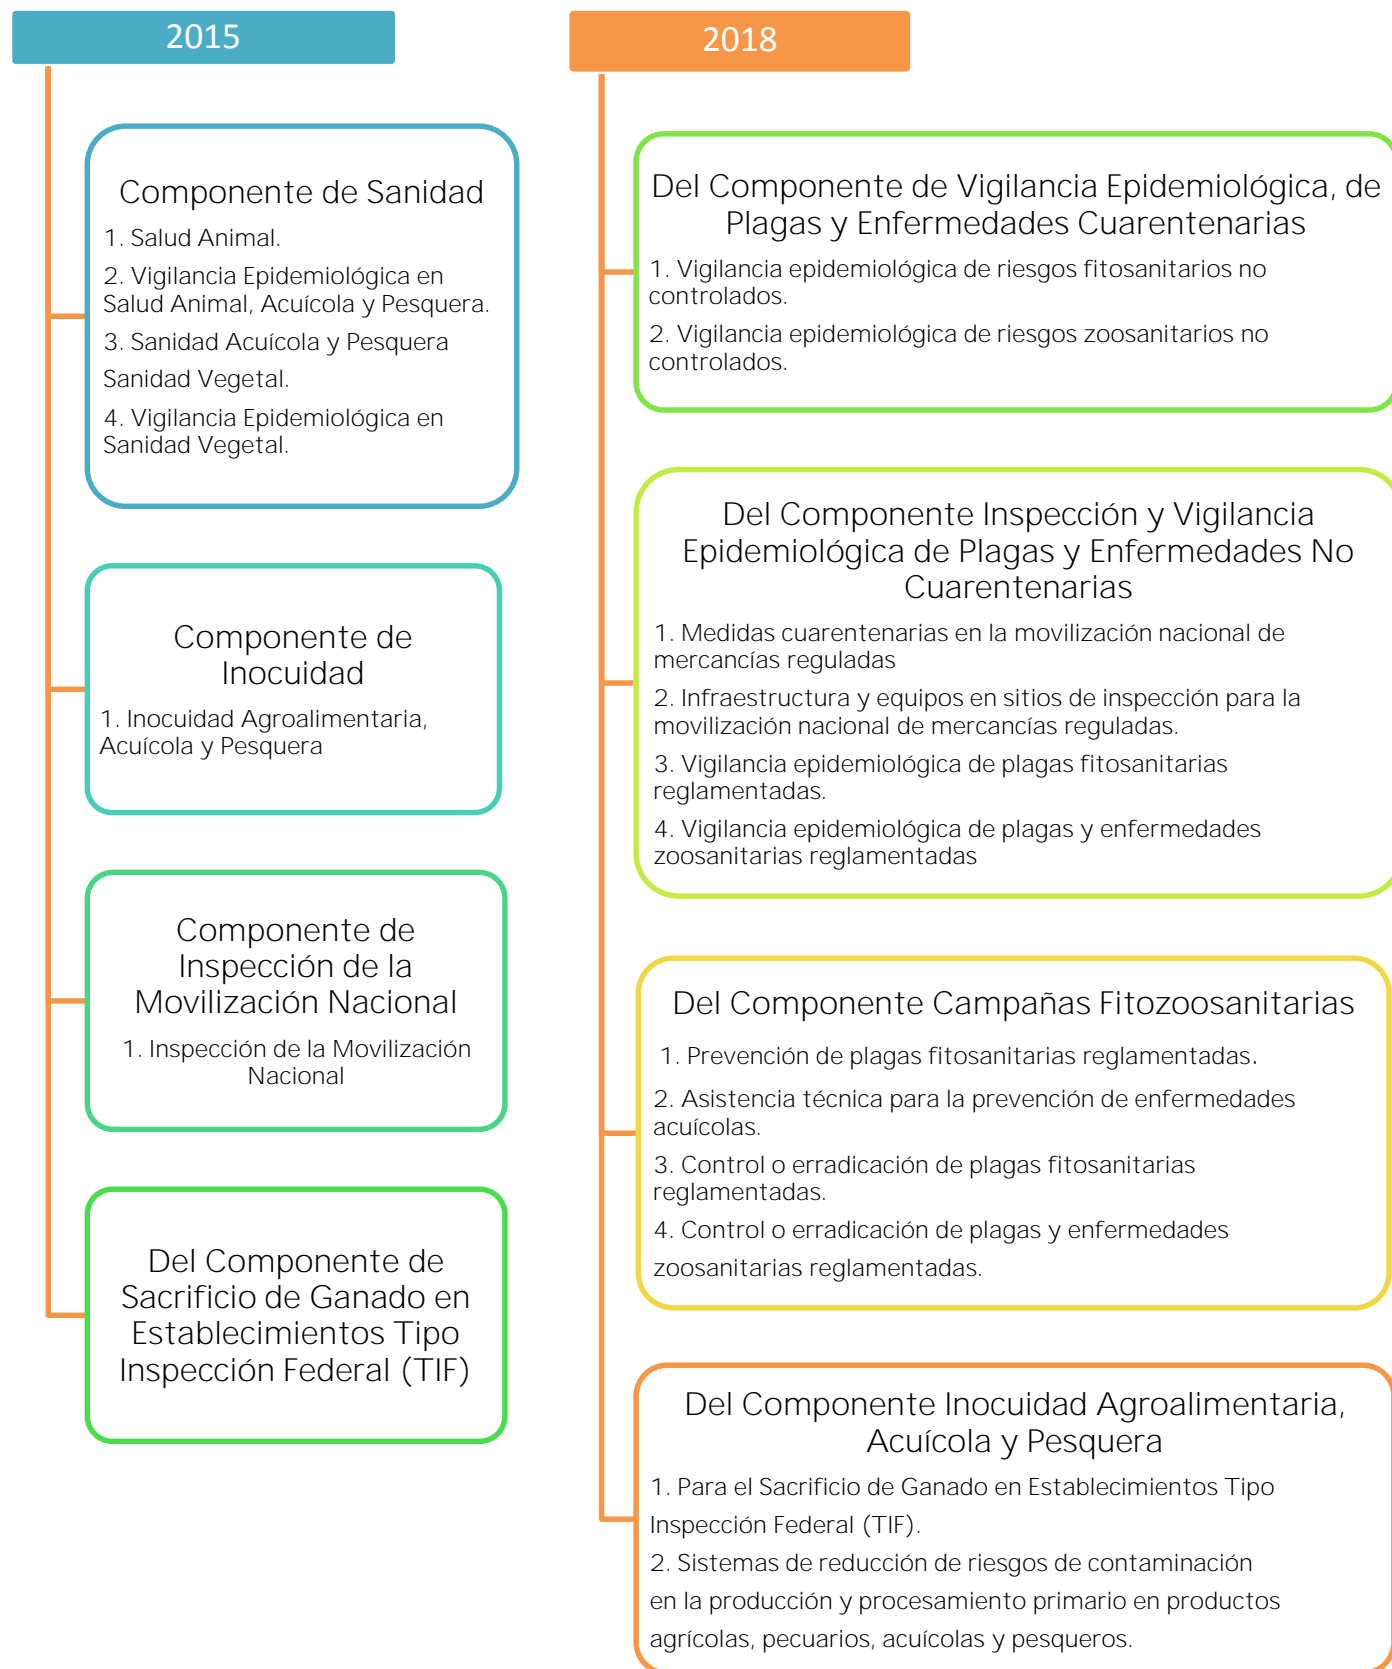 2015
Componente de Sanidad
1. Salud Animal.
2. Vigilancia Epidemiológica en
Salud Animal, Acuícola y Pesquera.
3. Sanidad Acuícola y Pesquera
Sanidad Vegetal.
4. Vigilancia Epidemiológica en
Sanidad Vegetal.
Componente de
Inocuidad
1. Inocuidad Agroalimentaria,
Acuícola y Pesquera
Componente de
Inspección de la
Movilización Nacional
1. Inspección de la Movilización
Nacional
Del Componente de
Sacrificio de Ganado en
Establecimientos Tipo
Inspección Federal (TIF)
2018
Del Componente de Vigilancia Epidemiológica, de
Plagas y Enfermedades Cuarentenarias
1. Vigilancia epidemiológica de riesgos fitosanitarios no
controlados.
2. Vigilancia epidemiológica de riesgos zoosanitarios no
controlados.
Del Componente Inspección y Vigilancia
Epidemiológica de Plagas y Enfermedades No
Cuarentenarias
1. Medidas cuarentenarias en la movilización nacional de
mercancías reguladas
2. Infraestructura y equipos en sitios de inspección para la
movilización nacional de mercancías reguladas.
3. Vigilancia epidemiológica de plagas fitosanitarias
reglamentadas.
4. Vigilancia epidemiológica de plagas y enfermedades
zoosanitarias reglamentadas
Del Componente Campañas Fitozoosanitarias
1. Prevención de plagas fitosanitarias reglamentadas.
2. Asistencia técnica para la prevención de enfermedades
acuícolas.
3. Control o erradicación de plagas fitosanitarias
reglamentadas.
4. Control o erradicación de plagas y enfermedades
zoosanitarias reglamentadas.
Del Componente Inocuidad Agroalimentaria,
Acuícola y Pesquera
1. Para el Sacrificio de Ganado en Establecimientos Tipo
Inspección Federal (TIF).
2. Sistemas de reducción de riesgos de contaminación
en la producción y procesamiento primario en productos
agrícolas, pecuarios, acuícolas y pesqueros.